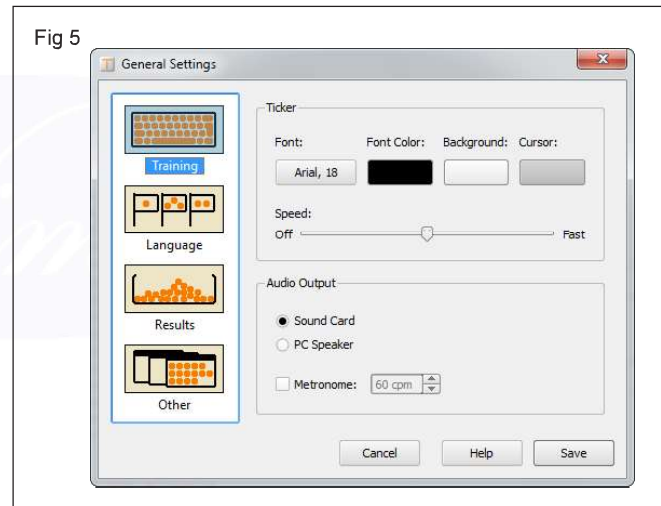 Fig 5
General Settings
Training
Language
Results
Other
Ticker
Font: Font Color: Background: Cursor:
Arial, 18
Speed:
Off Fast
Audio Output
Sound Card
PC Speaker
Metronome: 60 cpm
Cancel Help Save